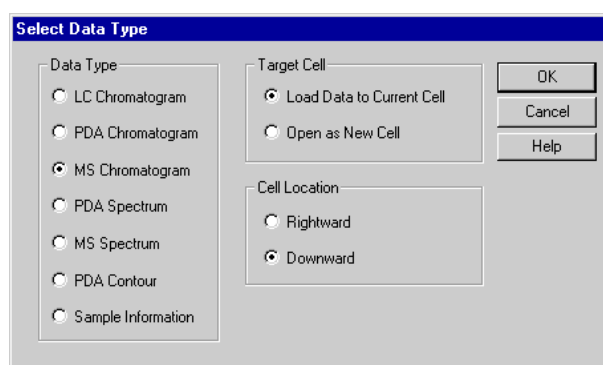 Select Data Type
Data Type
LC Chromatogram
PDA Chromatogram
MS Chromatogram
PDA Spectrum
MS Spectrum
PDA Contour
Sample Information
Target Cell
Load Data to Current Cell
Open as New Cell
Cell Location
Rightward
Downward
OK
Cancel
Help